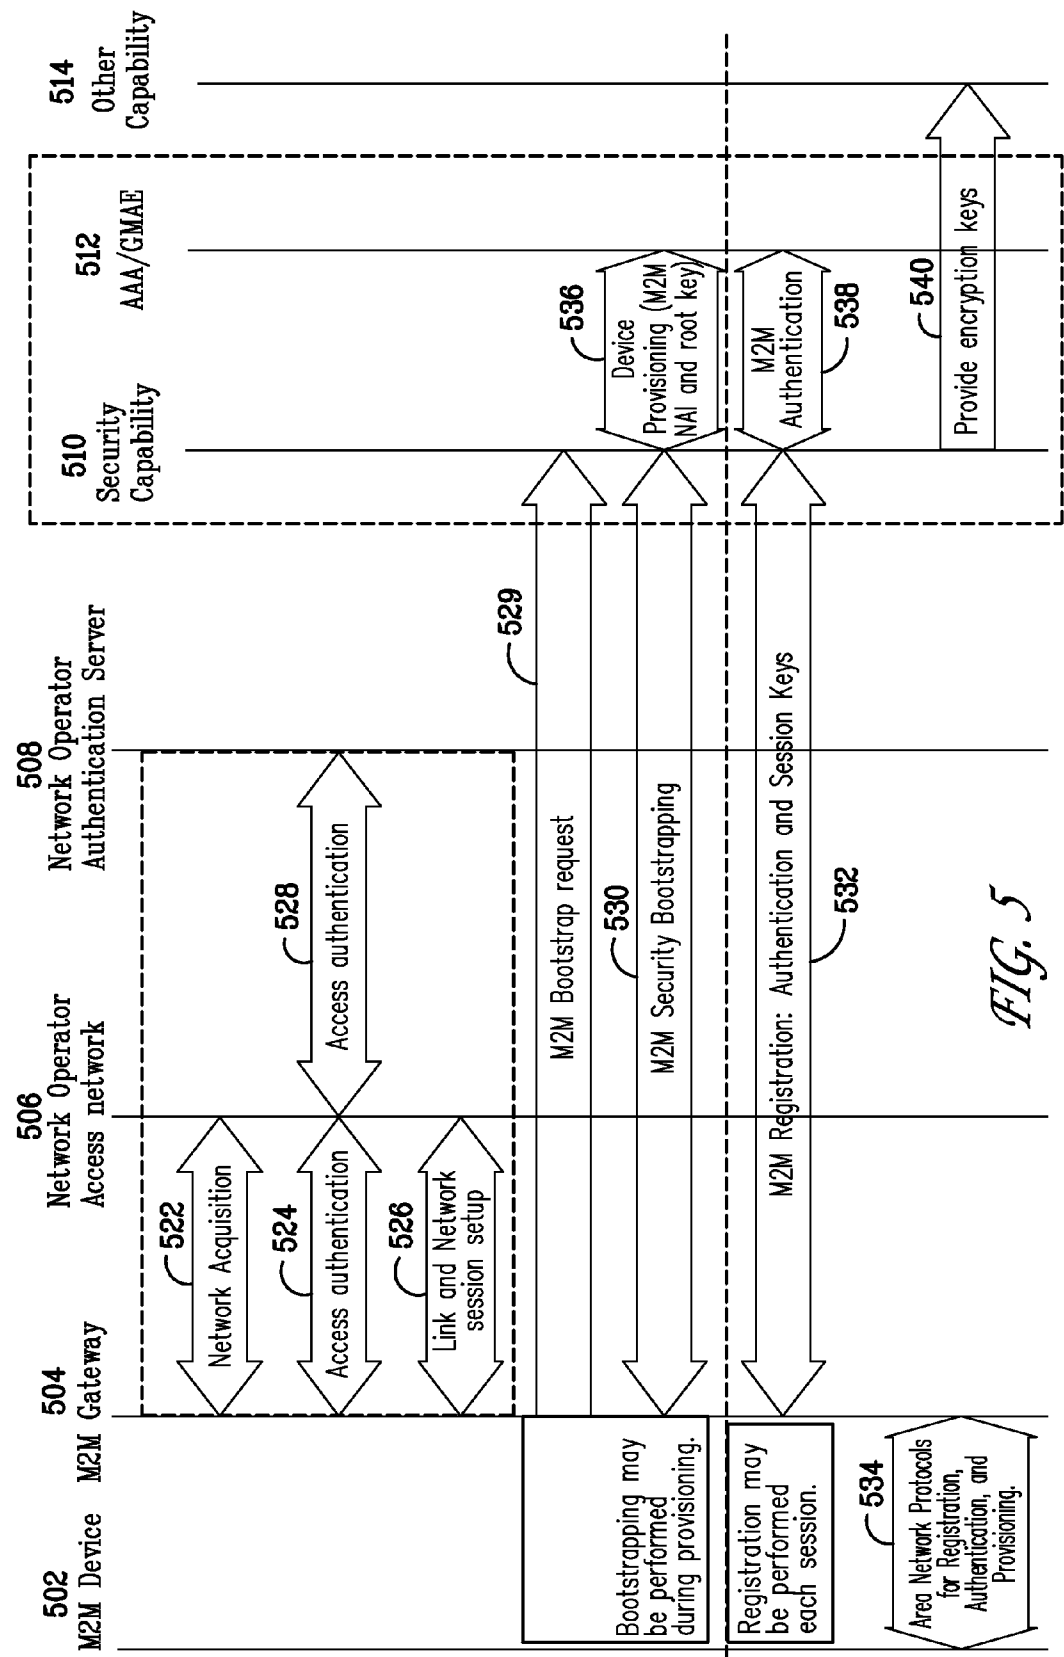 502
M2M Device
504
M2M Gateway
506
Network Operator
Access network
508
Network Operator
Authentication Server
510
Security
Capability
512
AAA/GMAE
514
Other
Capability
522
Network Acquisition
524
Access authentication
528
Access authentication
526
Link and Network
session setup
529
M2M Bootstrap request
Bootstrapping may
be performed
during provisioning.
530
M2M Security Bootstrapping
536
Device
Provisioning (M2M
NAI and root key)
Registration may
be performed
each session.
M2M Registration: Authentication and Session Keys
532
M2M
Authentication
538
534
Area Network Protocols
for Registration,
Authentication, and
Provisioning.
540
Provide encryption keys
FIG. 5